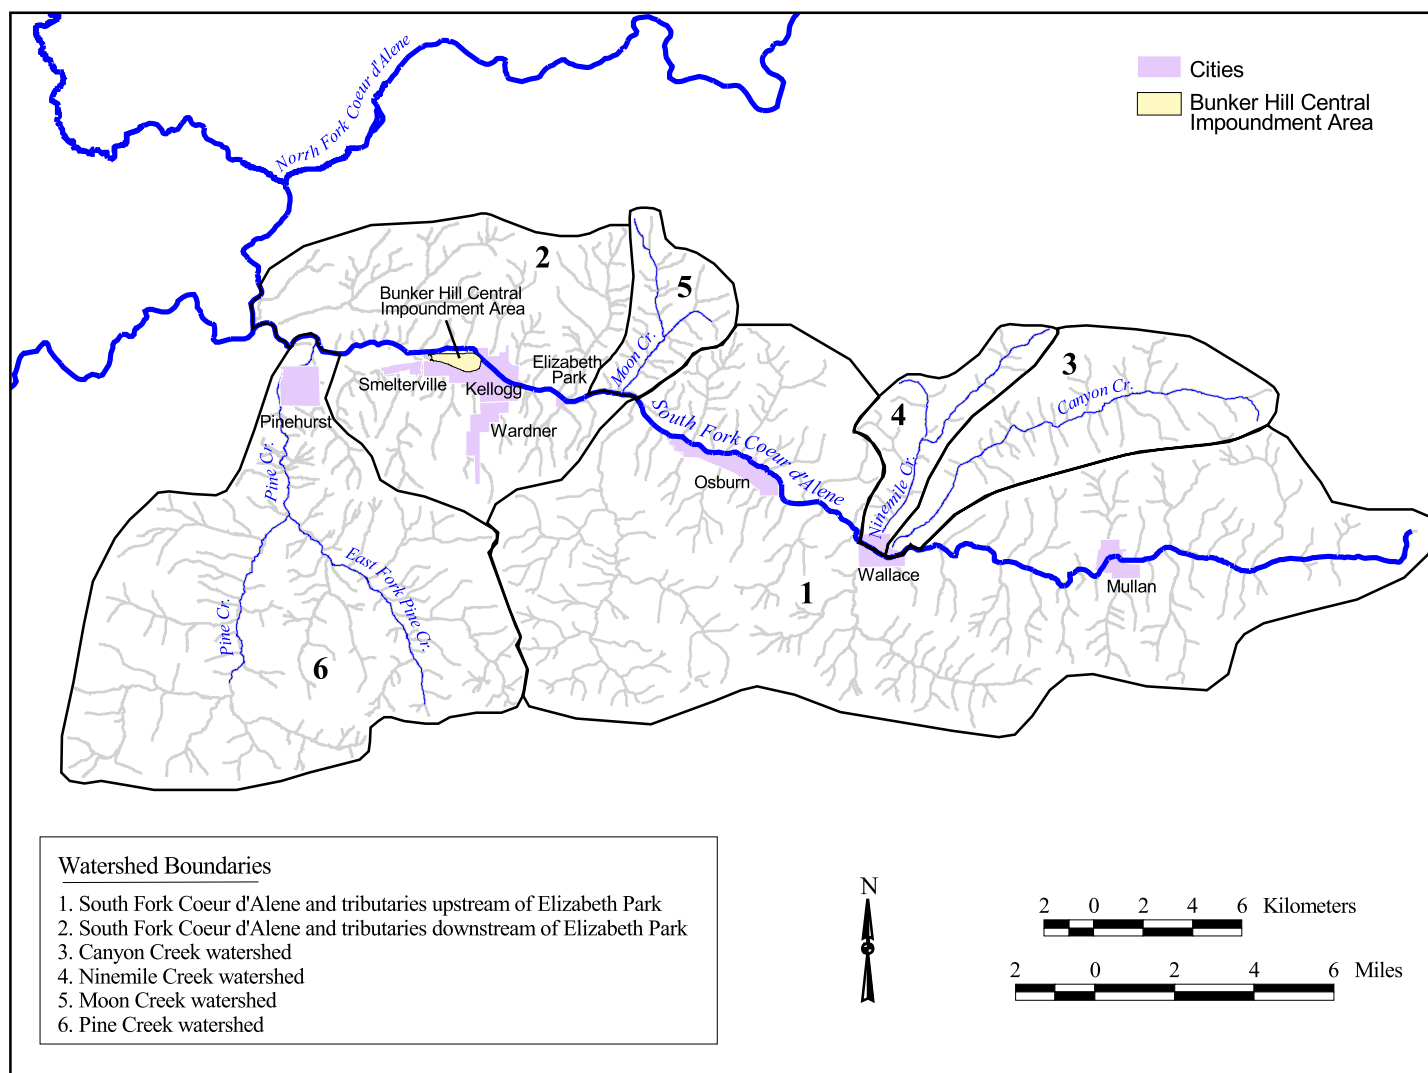 North Fork Coeur d'Alene
Cities
Bunker Hill Central
Impoundment Area
2
5
Bunker Hill Central
Impoundment Area
Elizabeth
Park
Moon Cr.
3
Smelterville
Kellogg
Canyon Cr.
4
Pinehurst
Wardner
South Fork Coeur d'Alene
Pine Cr.
Osburn
Ninemile Cr.
East Fork Pine Cr.
Wallace
Mullan
1
Pine Cr.
6
Watershed Boundaries
1. South Fork Coeur d'Alene and tributaries upstream of Elizabeth Park
2. South Fork Coeur d'Alene and tributaries downstream of Elizabeth Park
3. Canyon Creek watershed
4. Ninemile Creek watershed
5. Moon Creek watershed
6. Pine Creek watershed
N
2 0 2 4 6 Kilometers
2 0 2 4 6 Miles